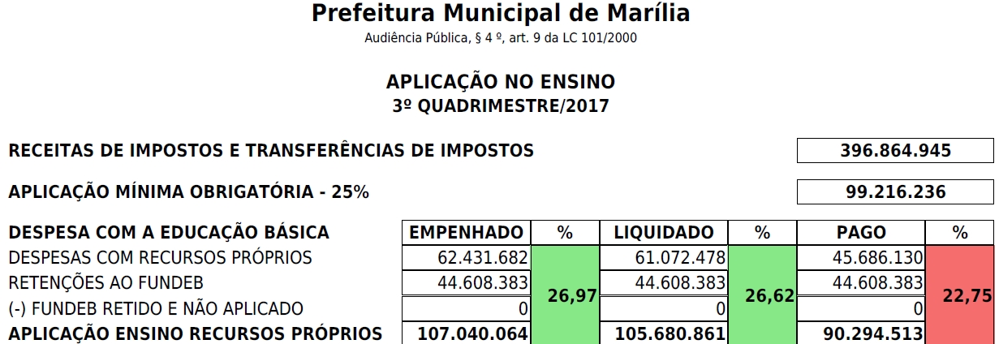 Prefeitura Municipal de Marília
Audiência Pública, § 4 º, art. 9 da LC 101/2000
APLICAÇÃO NO ENSINO
3º QUADRIMESTRE/2017
RECEITAS DE IMPOSTOS E TRANSFERÊNCIAS DE IMPOSTOS 396.864.945
APLICAÇÃO MÍNIMA OBRIGATÓRIA - 25% 99.216.236
DESPESA COM A EDUCAÇÃO BÁSICA EMPENHADO % LIQUIDADO % PAGO %
DESPESAS COM RECURSOS PRÓPRIOS 62.431.682 61.072.478 45.686.130
RETENÇÕES AO FUNDEB 44.608.383 44.608.383 44.608.383
26,97 26,62 22,75
(-) FUNDEB RETIDO E NÃO APLICADO 0 0 0
APLICAÇÃO ENSINO RECURSOS PRÓPRIOS 107.040.064 105.680.861 90.294.513